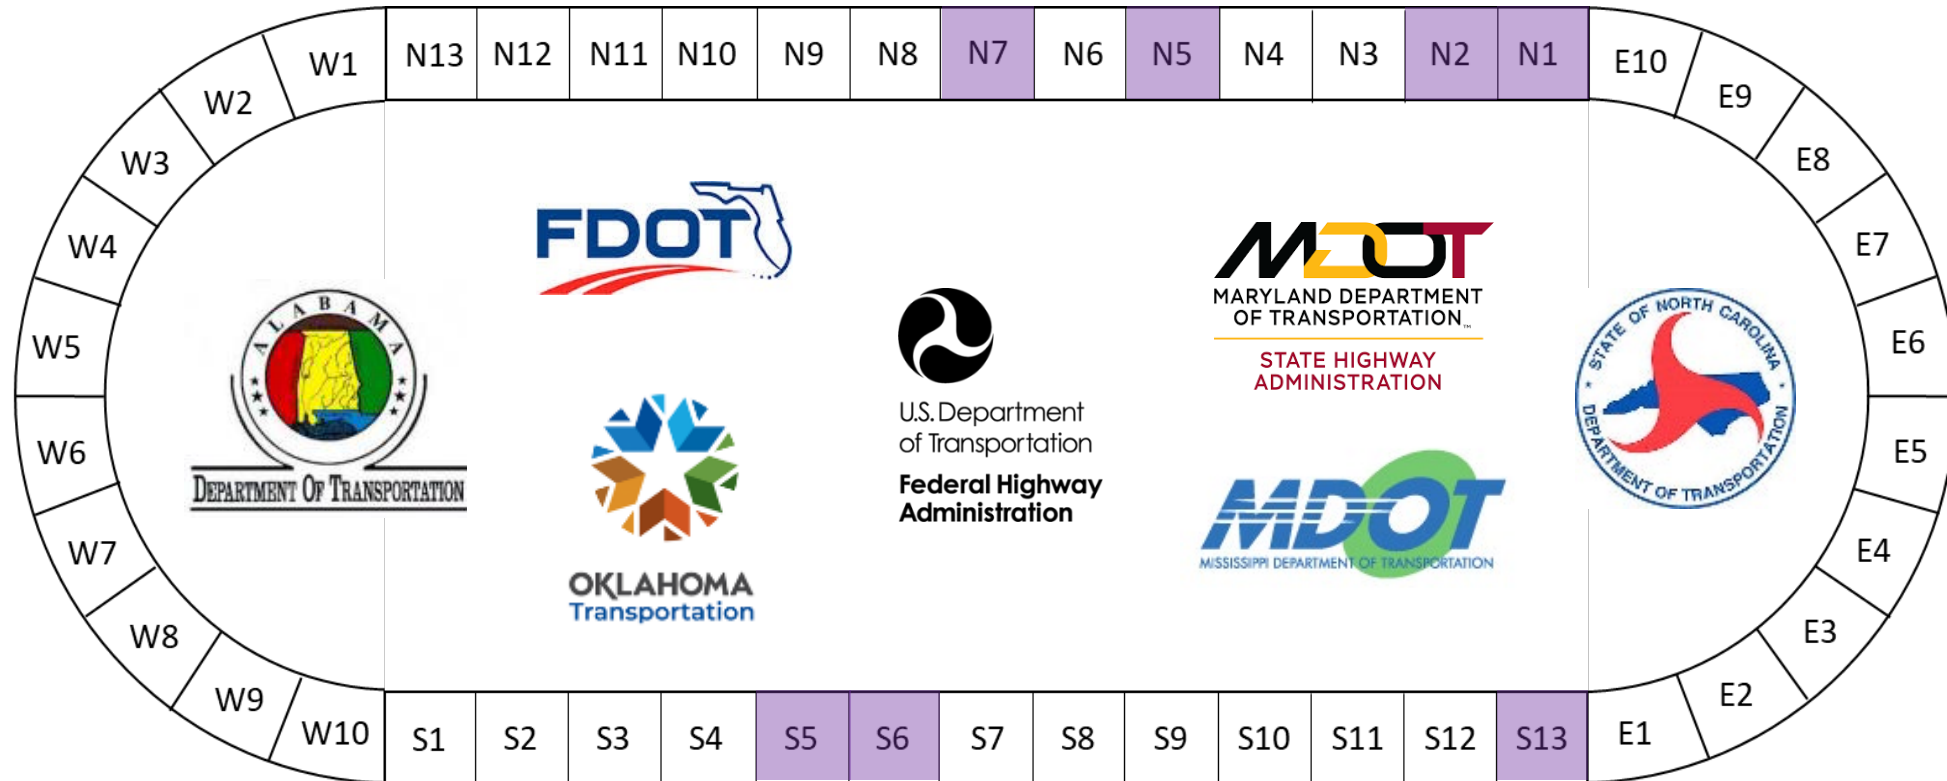 W1 N13 N12 N11 N10 N9 N8 N7 N6 N5 N4 N3 N2 N1 E10
W2
E9
W3
E8
W4
E7
W5
E6
W6
E5
W7
E4
W8
E3
W9
E2
W10 S1 S2 S3 S4 S5 S6 S7 S8 S9 S10 S11 S12 S13 E1
ALABAMA
DEPARTMENT OF TRANSPORTATION
FDOT
OKLAHOMA
Transportation
U.S. Department
of Transportation
Federal Highway
Administration
MDOT
MARYLAND DEPARTMENT
OF TRANSPORTATION™
STATE HIGHWAY
ADMINISTRATION
MDOT
MISSISSIPPI DEPARTMENT OF TRANSPORTATION
STATE OF NORTH CAROLINA
DEPARTMENT OF TRANSPORTATION